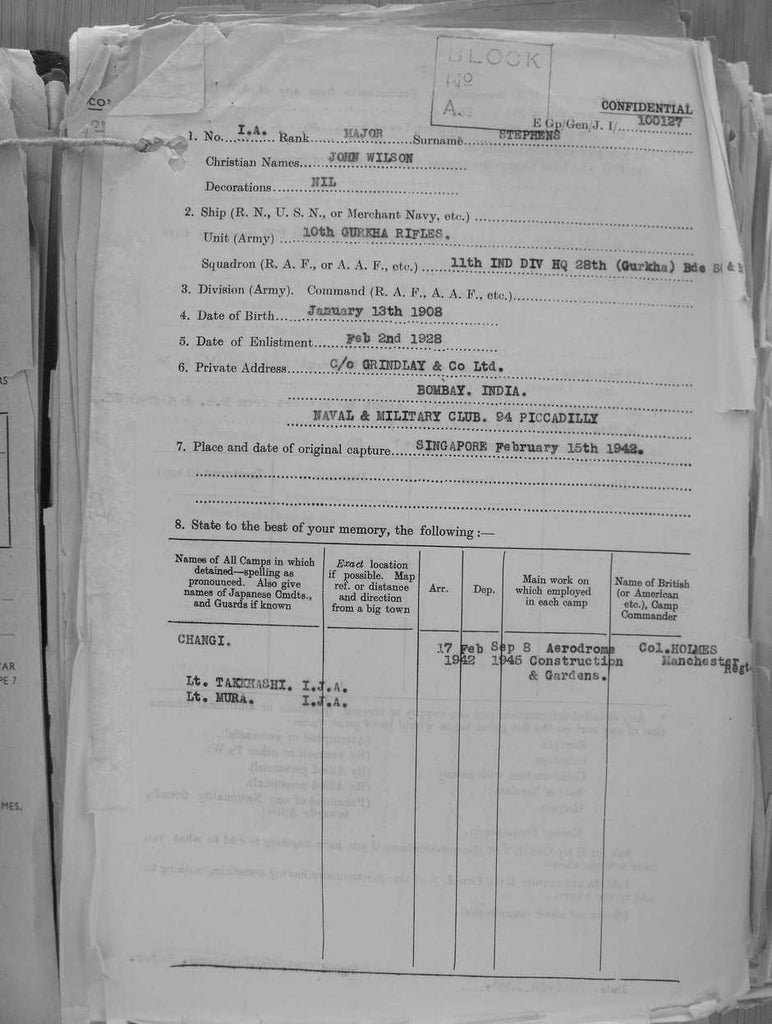 BLOCK
No
A.
CONFIDENTIAL
E Gp/Gen/J. I/......100127
1. No....I.A......... Rank.......MAJOR........Surname.......STEPHENS
Christian Names....JOHN WILSON
Decorations........NIL
2. Ship (R. N., U. S. N., or Merchant Navy, etc.)
Unit (Army) ....10th GURKHA RIFLES.
Squadron (R. A. F., or A. A. F., etc.) ......11th IND DIV HQ 28th (Gurkha) Bde S( &
3. Division (Army). Command (R. A. F., A. A. F., etc.)
4. Date of Birth......January 13th 1908
5. Date of Enlistment.......Feb 2nd 1928
6. Private Address........C/o GRINDLAY & Co Ltd.
BOMBAY. INDIA.
NAVAL & MILITARY CLUB. 94 PICCADILLY
7. Place and date of original capture.....SINGAPORE February 15th 1942.
8. State to the best of your memory, the following :—
Names of All Camps in which
detained—spelling as
pronounced. Also give
names of Japanese Cmdts.,
and Guards if known
Exact location
if possible. Map
ref. or distance
and direction
from a big town
Arr.
Dep.
Main work on
which employed
in each camp
Name of British
(or American
etc.), Camp
Commander
CHANGI.
17 Feb Sep 8 Aerodrome Col.HOLMES
1942 1945 Construction Manchester Regt.
& Gardens.
Lt. TAKKHASHI. I.J.A.
Lt. MURA. I.J.A.